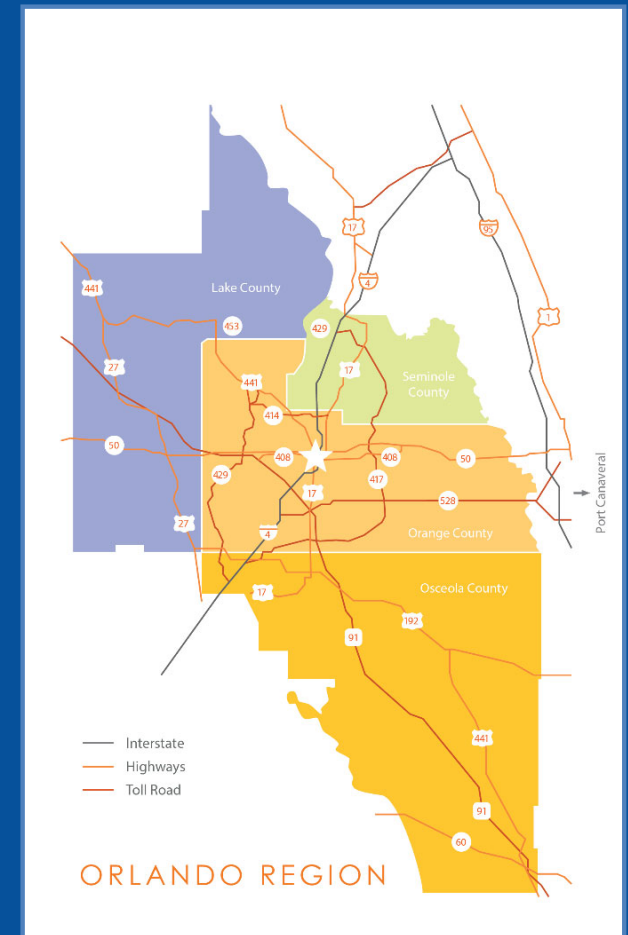 17
95
4
441
Lake County
1
453
429
27
17
Seminole
County
441
414
50
408
408
50
429
417
17
528
27
4
Orange County
Port Canaveral
Osceola County
17
192
91
441
Interstate
Highways
Toll Road
91
60
ORLANDO REGION